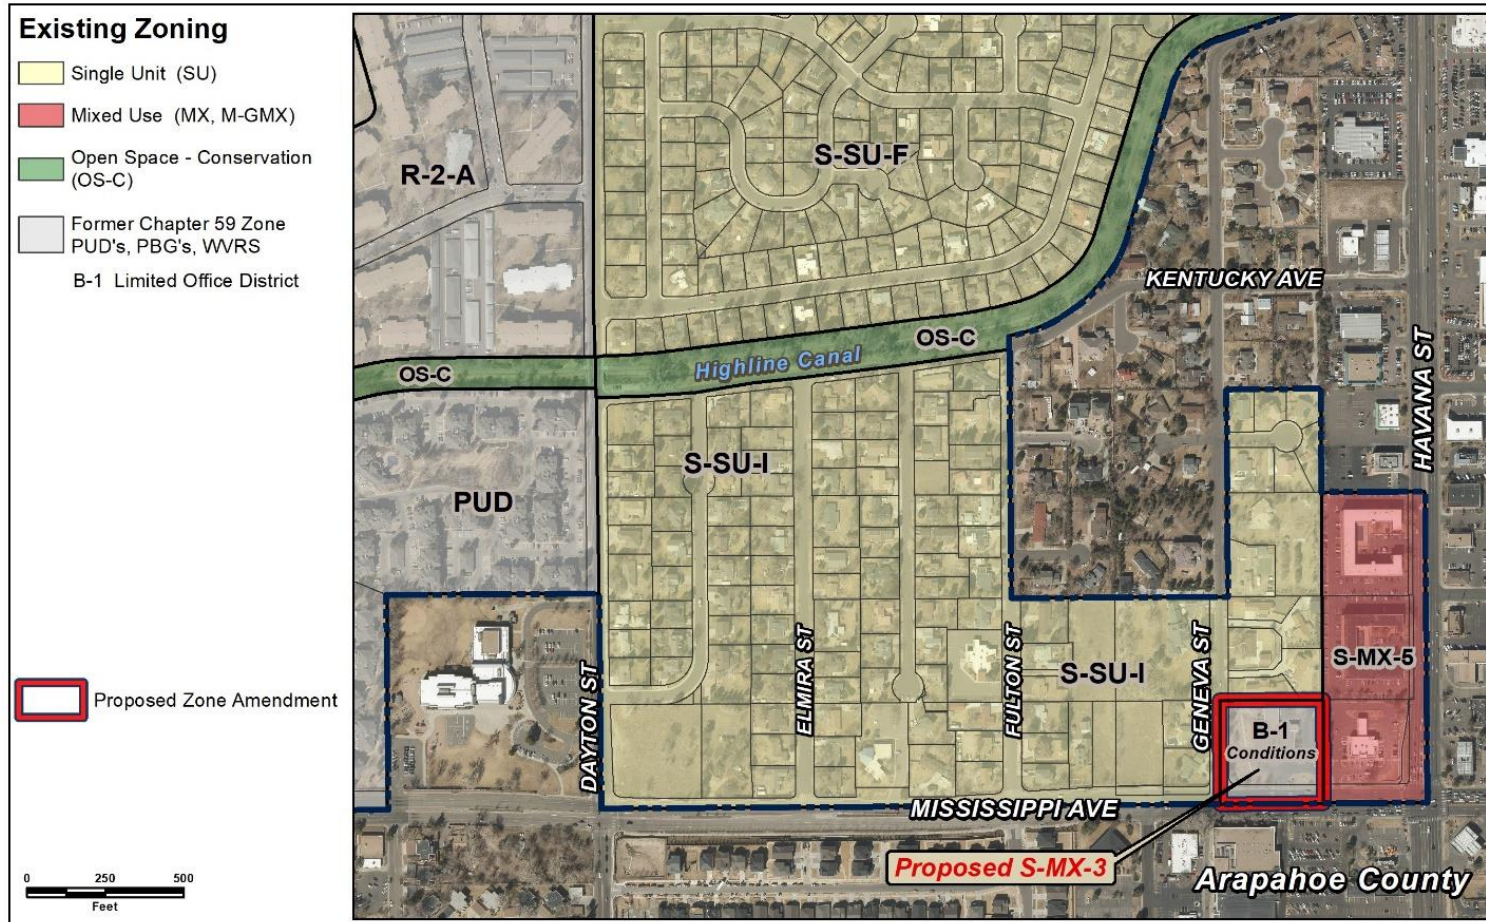 Existing Zoning
Single Unit (SU)
Mixed Use (MX, M-GMX)
Open Space - Conservation
(OS-C)
Former Chapter 59 Zone
PUD's, PBG's, WVRS
B-1 Limited Office District
Proposed Zone Amendment
0 250 500
Feet
R-2-A
S-SU-F
KENTUCKY AVE
OS-C
Highline Canal
OS-C
HAVANA ST
S-SU-I
PUD
S-MX-5
S-SU-I
DAYTON ST
ELMIRA ST
FULTON ST
GENEVA ST
B-1
Conditions
MISSISSIPPI AVE
Proposed S-MX-3
Arapahoe County